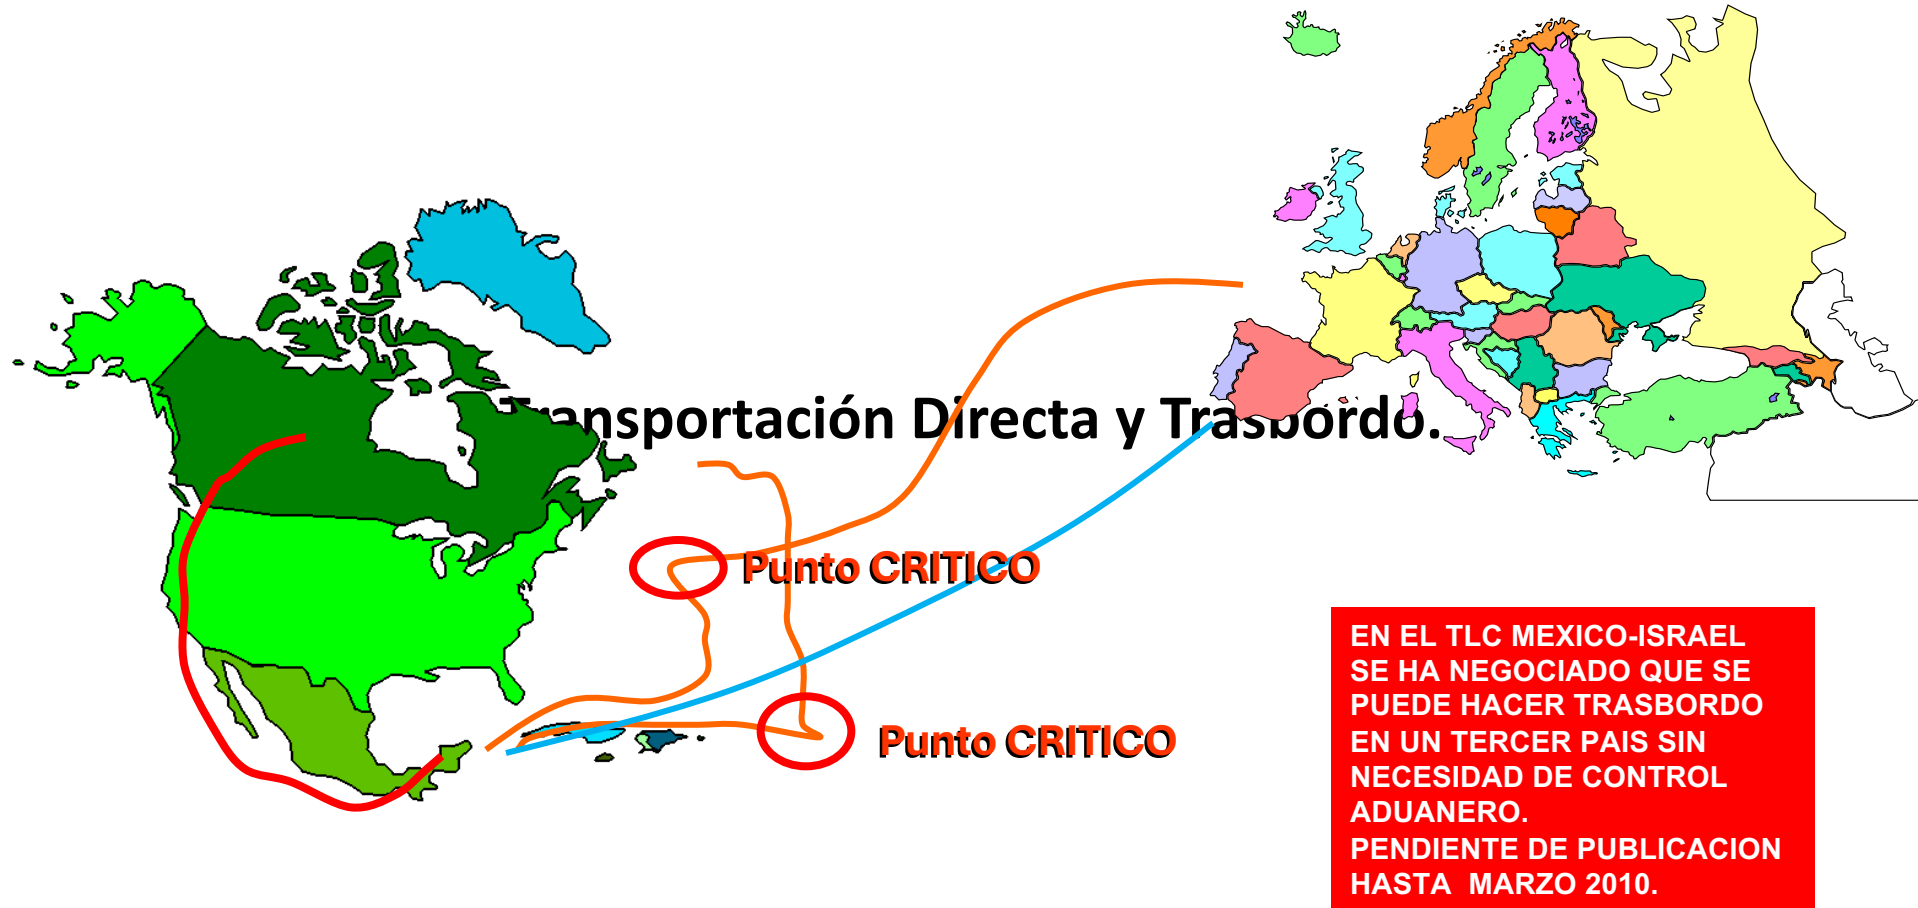 Transportación Directa y Trasbordo.
Punto CRITICO
Punto CRITICO
EN EL TLC MEXICO-ISRAEL
SE HA NEGOCIADO QUE SE
PUEDE HACER TRASBORDO
EN UN TERCER PAIS SIN
NECESIDAD DE CONTROL
ADUANERO.
PENDIENTE DE PUBLICACION
HASTA MARZO 2010.